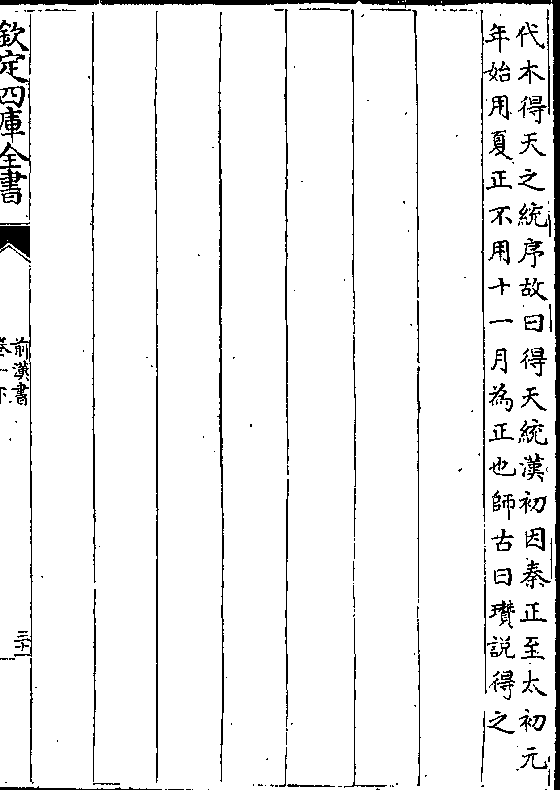 代木得天之統序故曰得天統漢初因秦正至太初元
年始用夏正不用十一月為正也師古曰瓚說得之
欽定四庫全書
前漢書
卷一下
三十一